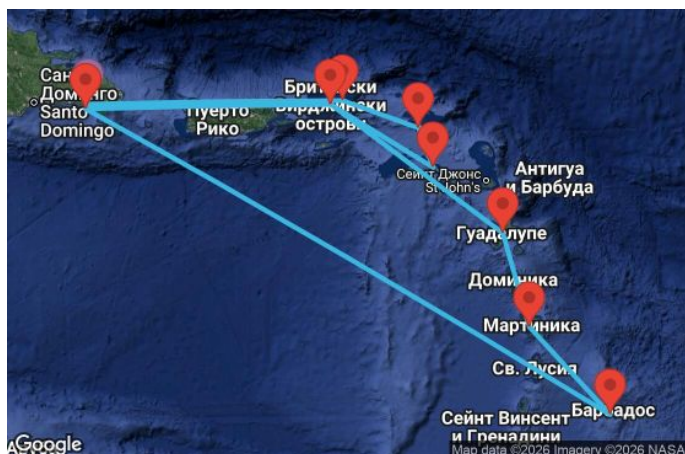 Санто
Доминго
Santo
Domingo
Пуерто
Рико
Британски
Вирджински
острови
Сейнт Джонс
St John's
Антигуа
и Барбуда
Гуадалупе
Доминика
Мартиника
Св. Лусия
Барбадос
Сейнт Винсент
и Гренадини
Google
Map data ©2026 Imagery ©2026 NASA